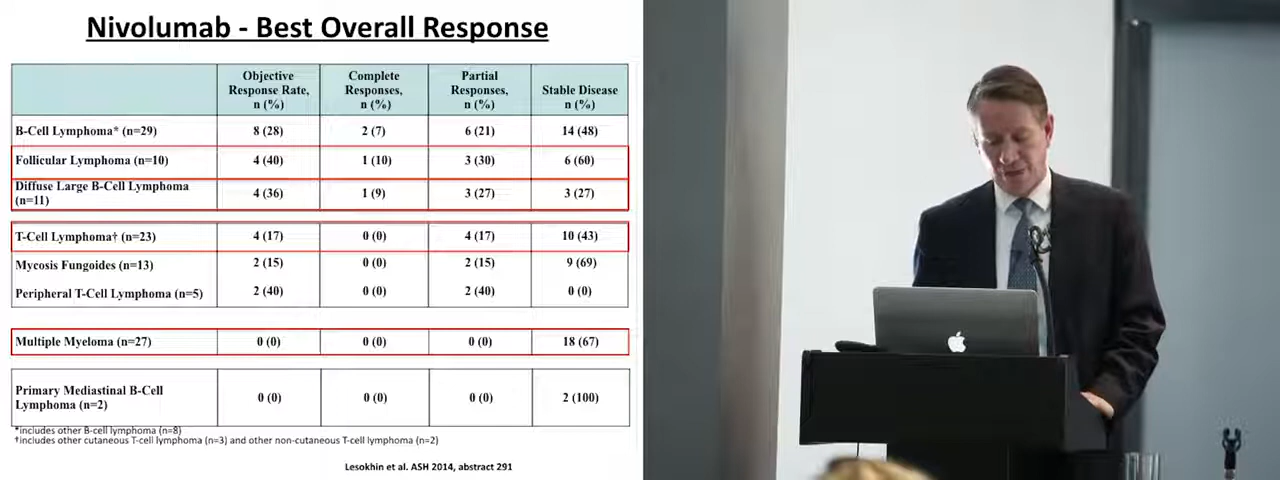 Nivolumab - Best Overall Response
Objective Response Rate, n (%) Complete Responses, n (%) Partial Responses, n (%) Stable Disease n (%)
B-Cell Lymphoma* (n=29) 8 (28) 2 (7) 6 (21) 14 (48)
Follicular Lymphoma (n=10) 4 (40) 1 (10) 3 (30) 6 (60)
Diffuse Large B-Cell Lymphoma (n=11) 4 (36) 1 (9) 3 (27) 3 (27)
T-Cell Lymphoma† (n=23) 4 (17) 0 (0) 4 (17) 10 (43)
Mycosis Fungoides (n=13) 2 (15) 0 (0) 2 (15) 9 (69)
Peripheral T-Cell Lymphoma (n=5) 2 (40) 0 (0) 2 (40) 0 (0)
Multiple Myeloma (n=27) 0 (0) 0 (0) 0 (0) 18 (67)
Primary Mediastinal B-Cell Lymphoma (n=2) 0 (0) 0 (0) 0 (0) 2 (100)
*includes other B-cell lymphoma (n=8)
†includes other cutaneous T-cell lymphoma (n=3) and other non-cutaneous T-cell lymphoma (n=2)
Lesokhin et al. ASH 2014, abstract 291